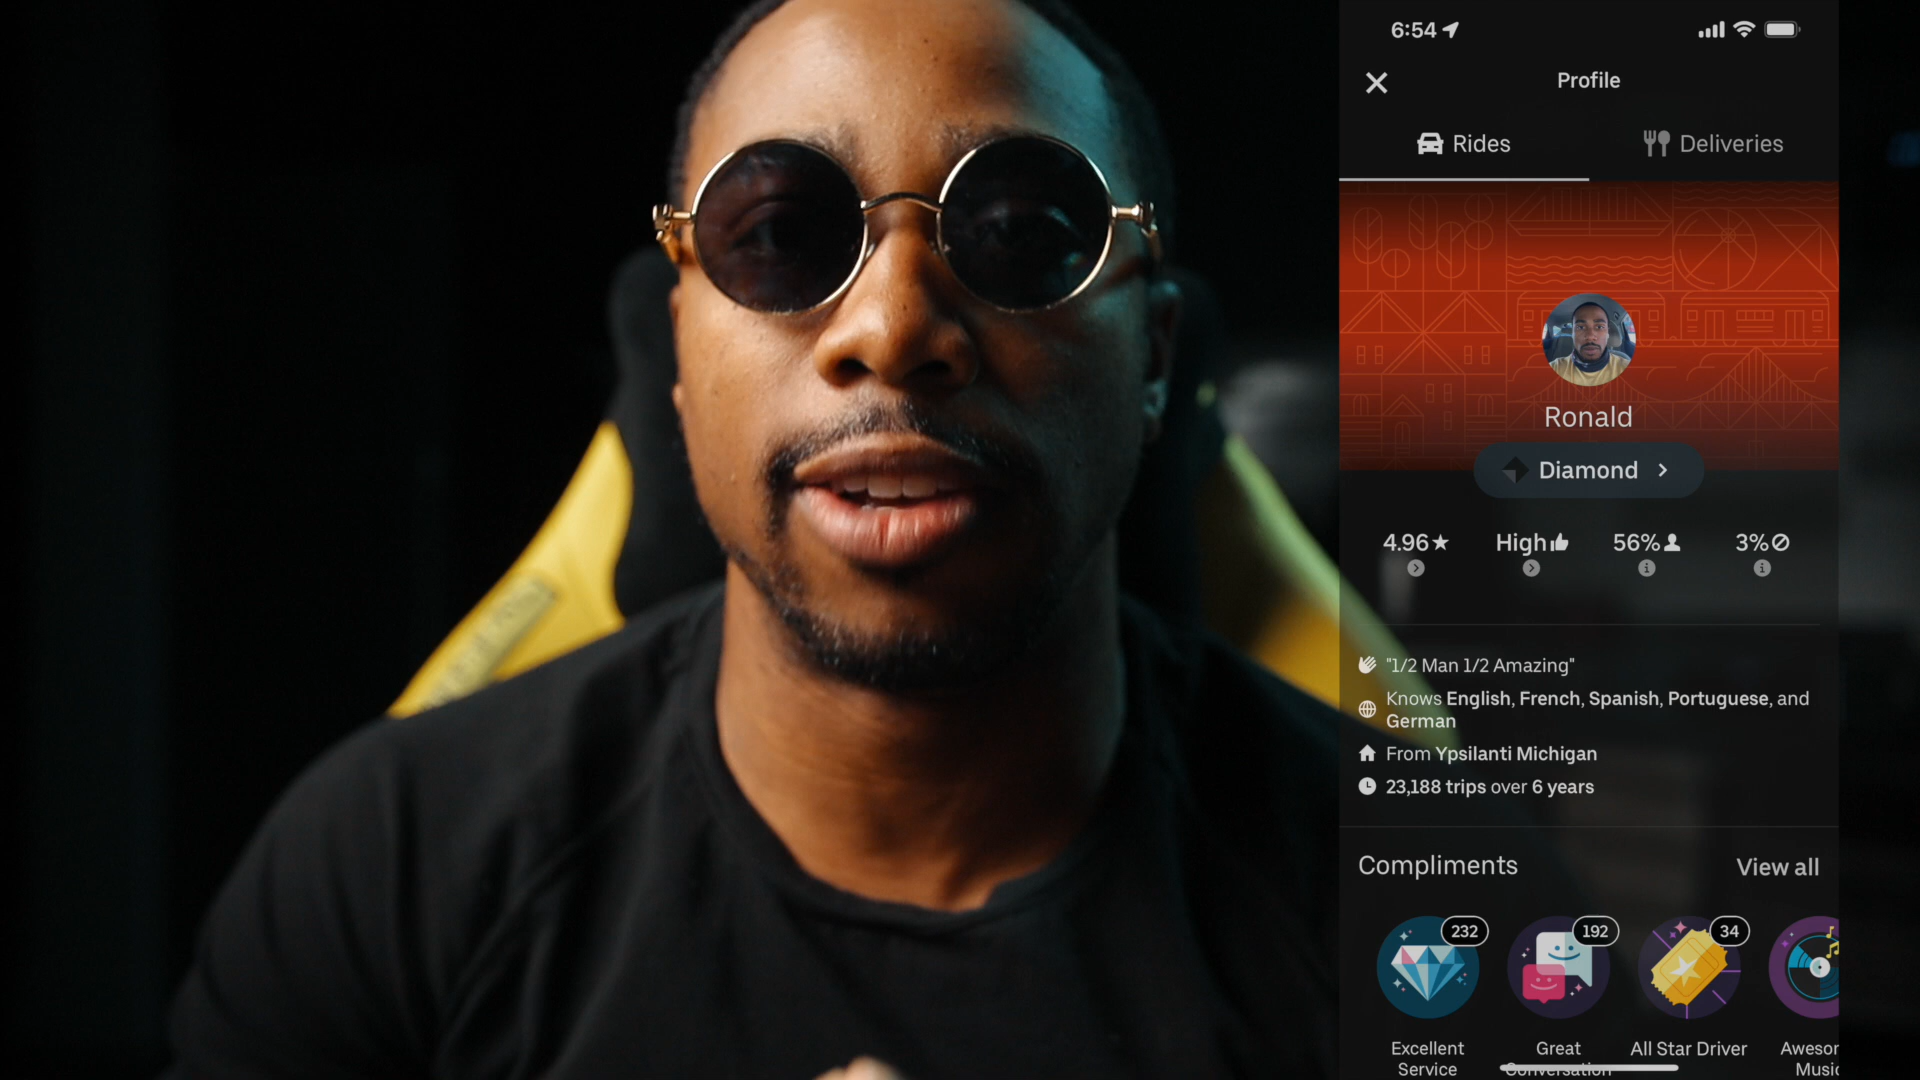 6:54
Profile
Rides
Deliveries
Ronald
Diamond
4.96★ High 56% 3%
"1/2 Man 1/2 Amazing"
Knows English, French, Spanish, Portuguese, and
German
From Ypsilanti Michigan
23,188 trips over 6 years
Compliments
View all
232
192
34
Excellent
Service
Great
Conversation
All Star Driver